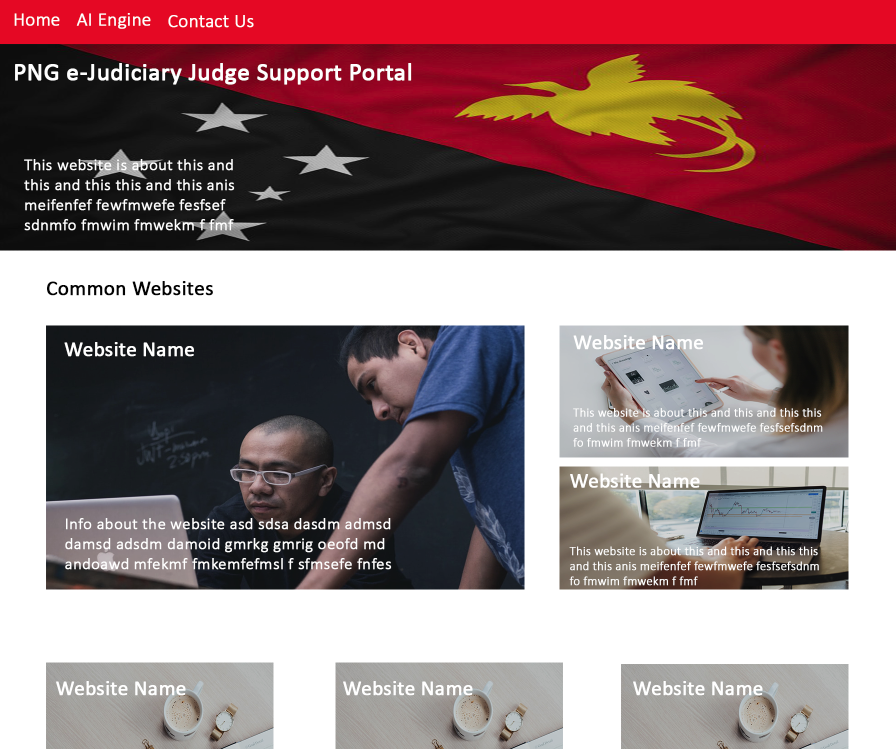 Home AI Engine Contact Us
PNG e-Judiciary Judge Support Portal
This website is about this and
this and this this and this anis
meifenfef fewfmwefe fesfsef
sdnmfo fmwim fmwekm f fmf
Common Websites
Website Name
Info about the website asd sdsa dasdm admsd
damsd adsdm damoid gmrkg gmrig oeofd md
andoawd mfekmf fmkemfefmsl f sfmsefe fnfes
Website Name
This website is about this and this and this this
and this anis meifenfef fewfmwefe fesfsefsdnm
fo fmwim fmwekm f fmf
Website Name
This website is about this and this and this this
and this anis meifenfef fewfmwefe fesfsefsdnm
fo fmwim fmwekm f fmf
Website Name
Website Name
Website Name